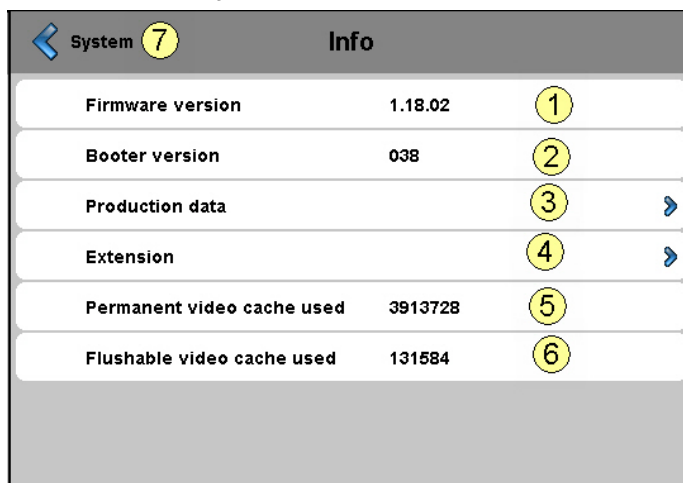 System 7 Info
Firmware version 1.18.02 1
Booter version 038 2
Production data 3
Extension 4
Permanent video cache used 3913728 5
Flushable video cache used 131584 6